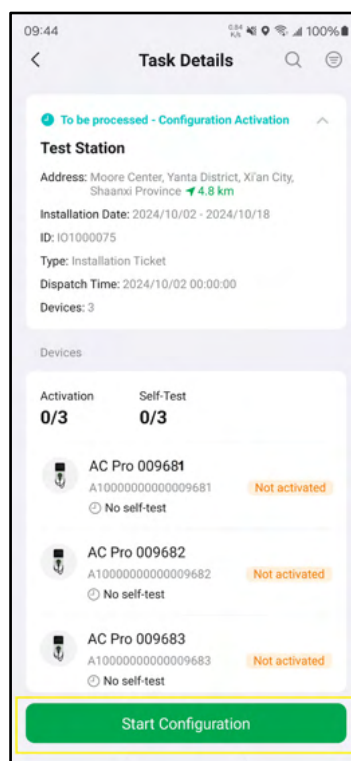 09:44
0.94 K/s 100%
Task Details
To be processed - Configuration Activation
Test Station
Address: Moore Center, Yanta District, Xi'an City,
Shaanxi Province 4.8 km
Installation Date: 2024/10/02 - 2024/10/18
ID: IO1000075
Type: Installation Ticket
Dispatch Time: 2024/10/02 00:00:00
Devices: 3
Devices
Activation Self-Test
0/3 0/3
AC Pro 009681
A10000000000009681 Not activated
No self-test
AC Pro 009682
A10000000000009682 Not activated
No self-test
AC Pro 009683
A10000000000009683 Not activated
No self-test
Start Configuration